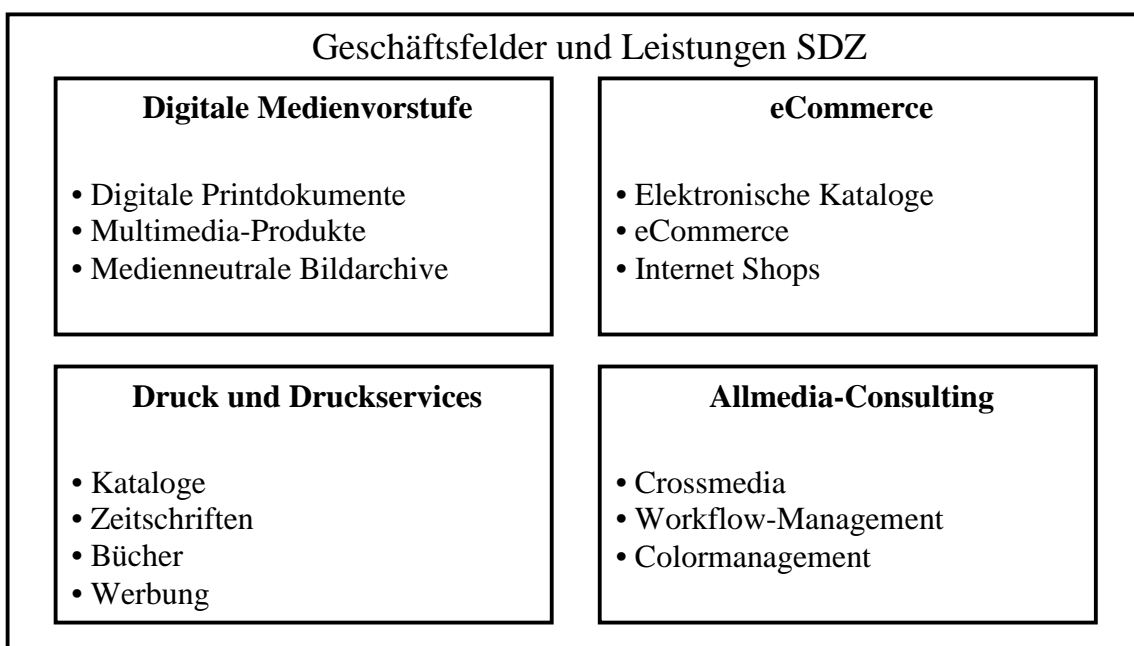 Geschäftsfelder und Leistungen SDZ
Digitale Medienvorstufe
• Digitale Printdokumente
• Multimedia-Produkte
• Medienneutrale Bildarchive
eCommerce
• Elektronische Kataloge
• eCommerce
• Internet Shops
Druck und Druckservices
• Kataloge
• Zeitschriften
• Bücher
• Werbung
Allmedia-Consulting
• Crossmedia
• Workflow-Management
• Colormanagement